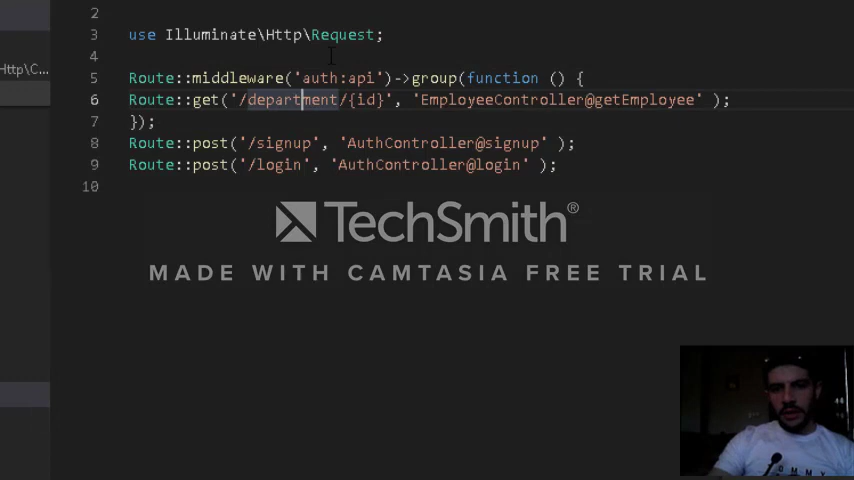 2
3 use Illuminate\Http\Request;
4
5 Route::middleware('auth:api')->group(function () {
6 Route::get('/department/{id}', 'EmployeeController@getEmployee' );
7 });
8 Route::post('/signup', 'AuthController@signup' );
9 Route::post('/login', 'AuthController@login' );
10
Http\C...
TechSmith®
MADE WITH CAMTASIA FREE TRIAL